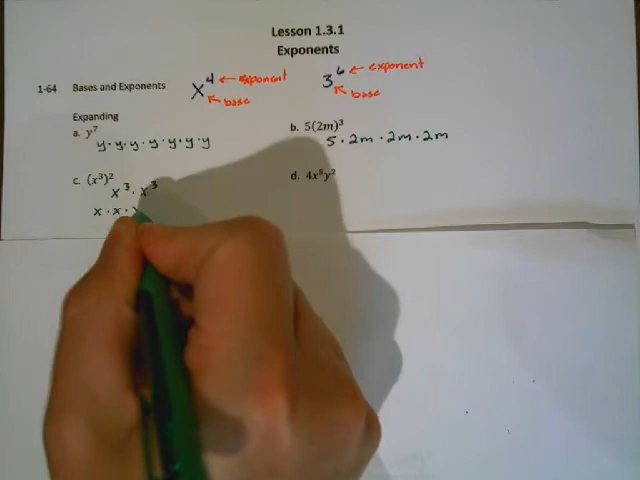 Lesson 1.3.1
Exponents
1-64 Bases and Exponents x⁴ ← exponent ↖ base 3⁶ ← exponent ↖ base
Expanding
a. y⁷ b. 5(2m)³
y·y·y·y·y·y·y 5·2m·2m·2m
c. (x³)² d. 4x⁵y²
x³·x³
x·x·